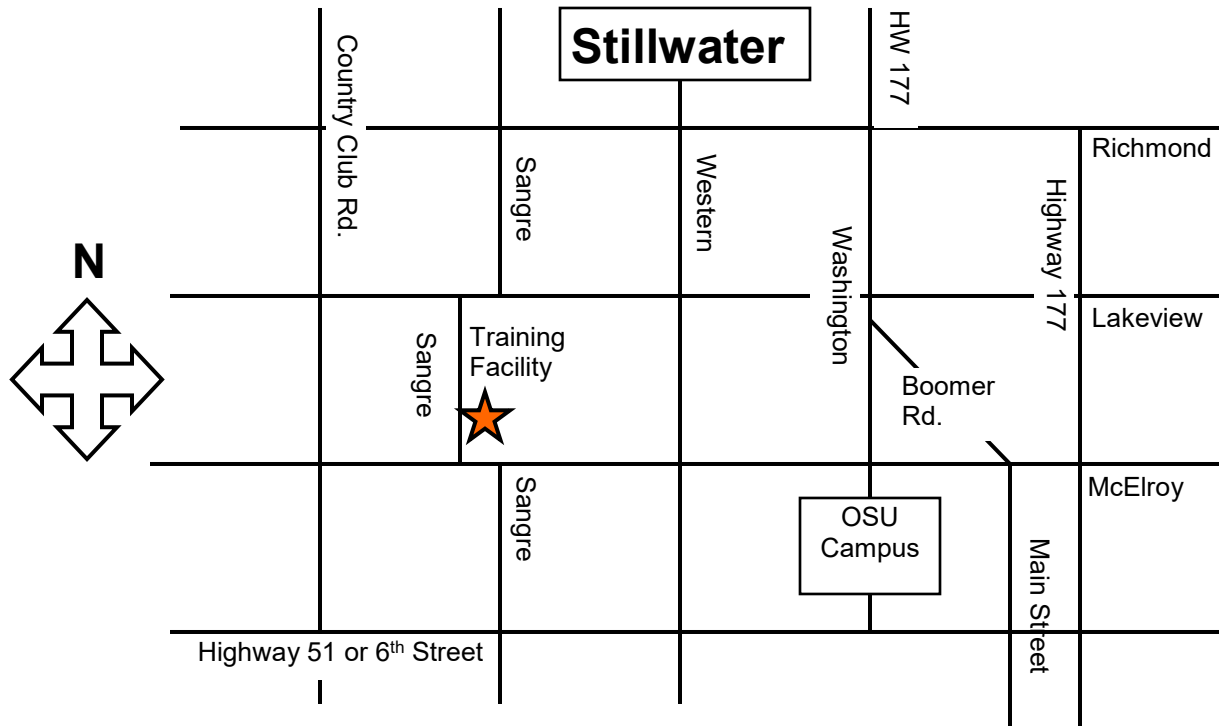 Stillwater
HW 177
Country Club Rd.
Richmond
Sangre
Western
Highway 177
Washington
N
Lakeview
Sangre
Training
Facility
Boomer
Rd.
McElroy
Sangre
OSU
Campus
Main Street
Highway 51 or 6th Street